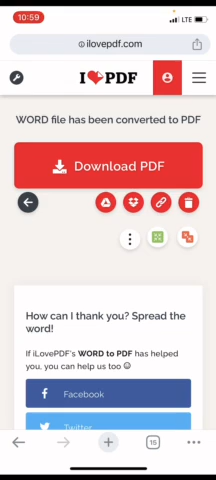 10:59
LTE
ilovepdf.com
I PDF
WORD file has been converted to PDF
Download PDF
How can I thank you? Spread the
word!
If iLovePDF's WORD to PDF has helped
you, you can help us too
Facebook
Twitter
15